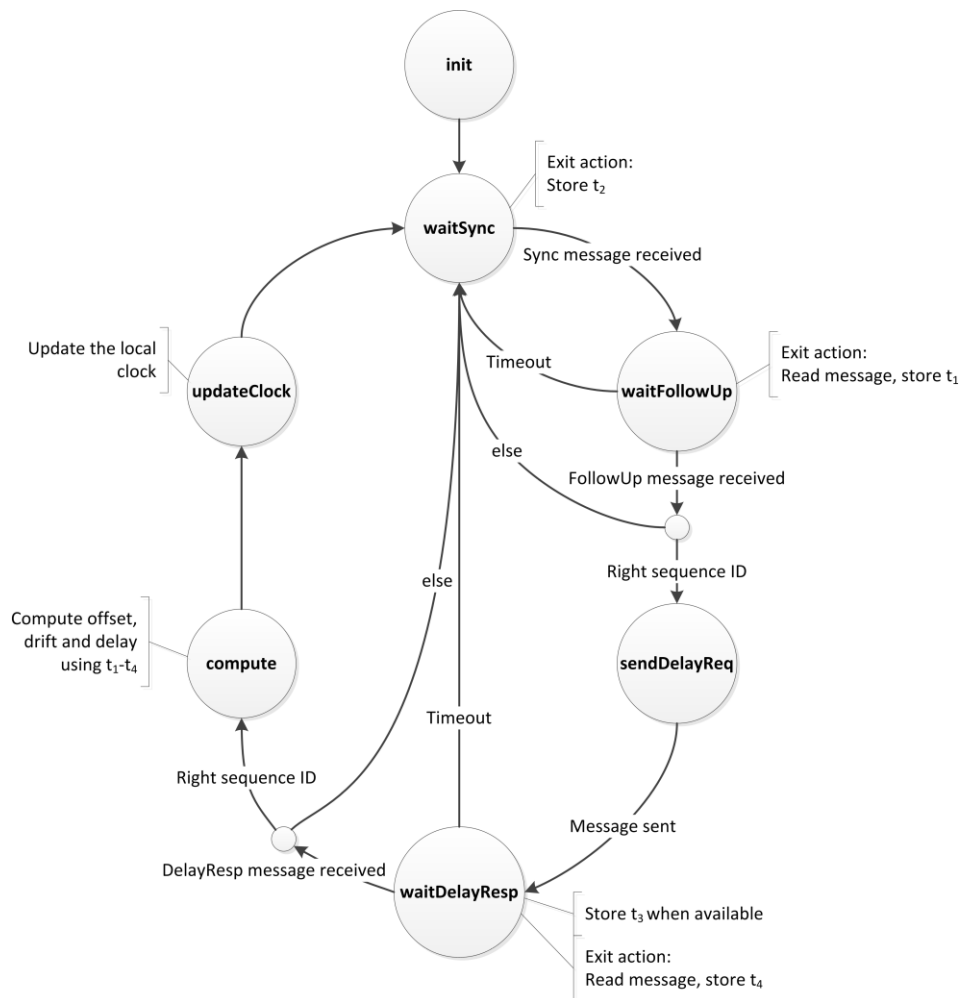 init
Exit action:
Store t₂
waitSync
Sync message received
Update the local
clock
updateClock
Timeout
waitFollowUp
Exit action:
Read message, store t₁
else
FollowUp message received
Right sequence ID
else
Compute offset,
drift and delay
using t₁-t₄
compute
sendDelayReq
Timeout
Right sequence ID
Message sent
DelayResp message received
waitDelayResp
Store t₃ when available
Exit action:
Read message, store t₄